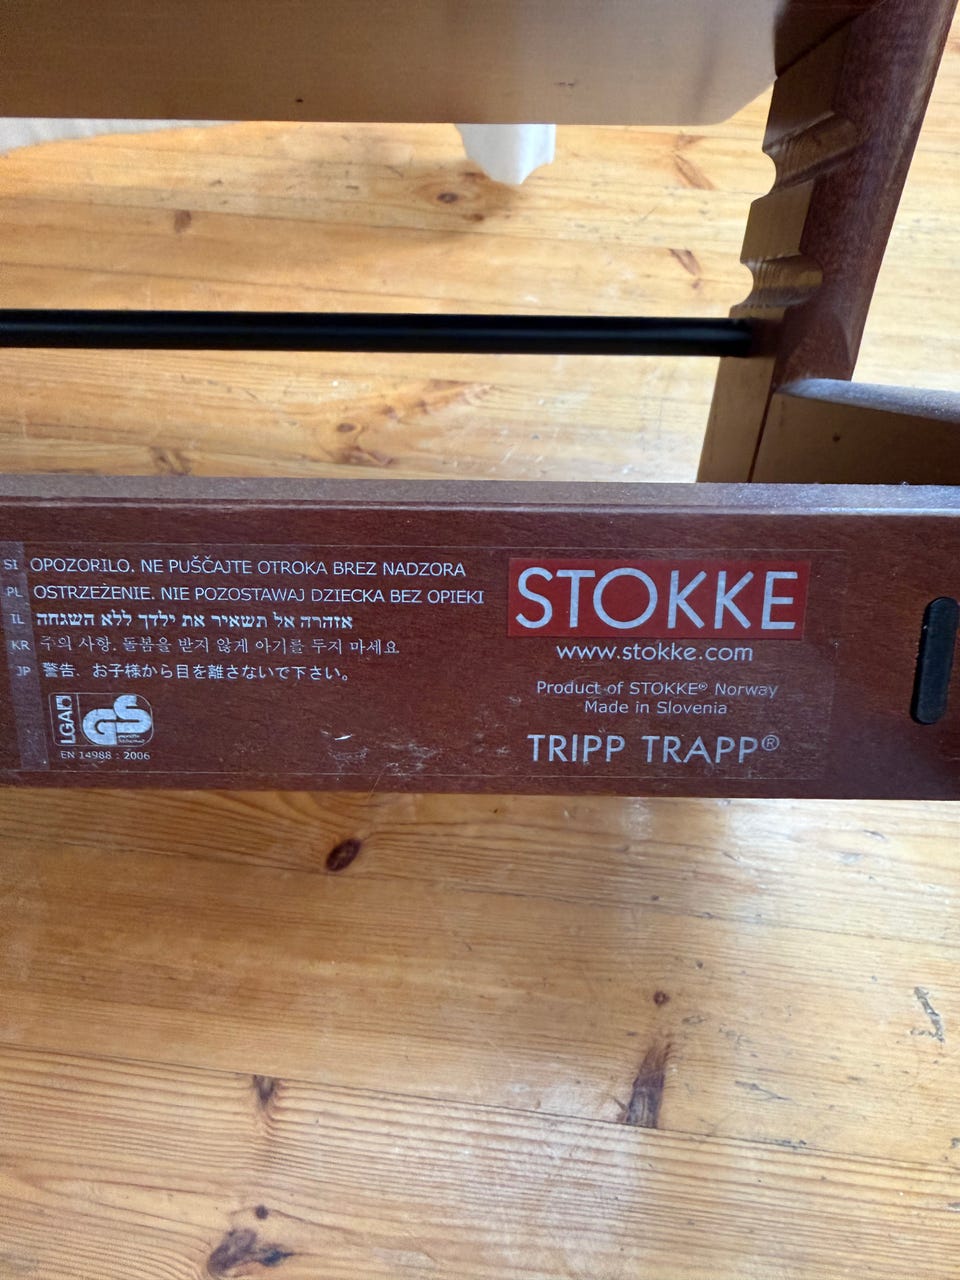 SI OPOZORILO. NE PUŠČAJTE OTROKA BREZ NADZORA
PL OSTRZEŻENIE. NIE POZOSTAWAJ DZIECKA BEZ OPIEKI
IL אזהרה אל תשאיר את ילדך ללא השגחה
KR 주의 사항. 돌봄을 받지 않게 아기를 두지 마세요
JP 警告. お子様から目を離さないで下さい。
LGA GS
EN 14988 : 2006
STOKKE
www.stokke.com
Product of STOKKE® Norway
Made in Slovenia
TRIPP TRAPP®